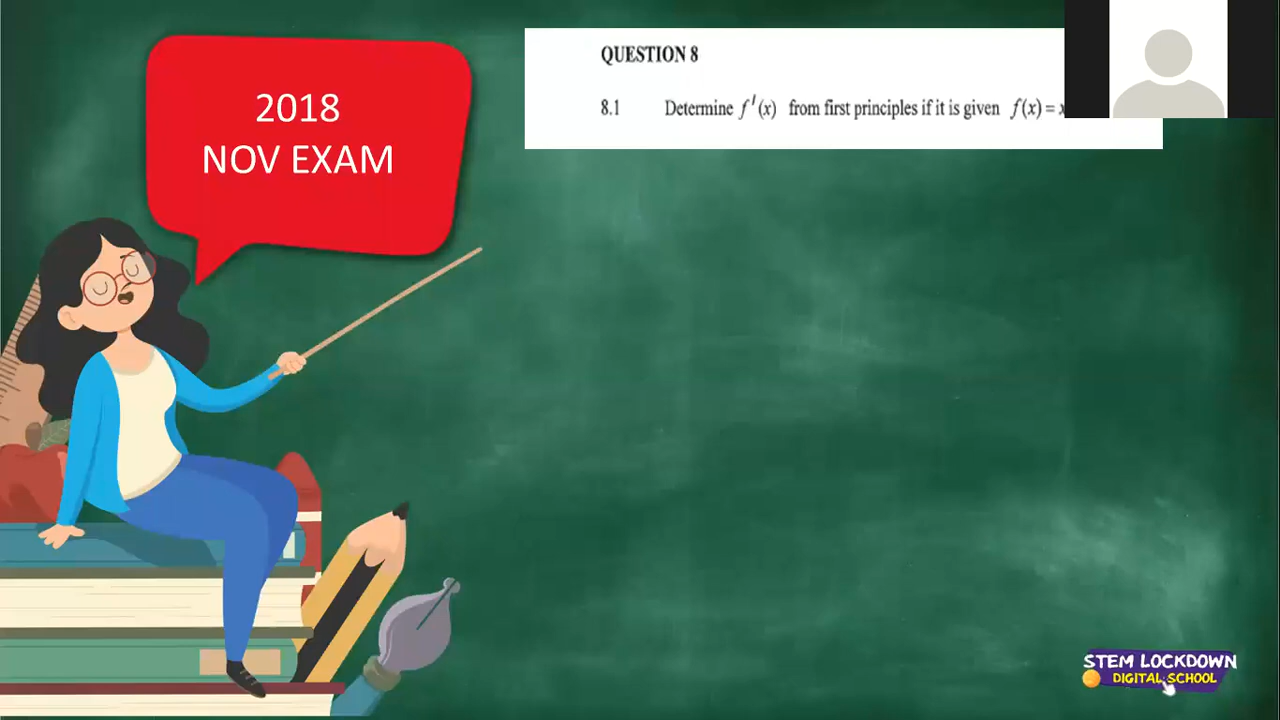 2018
NOV EXAM
QUESTION 8
8.1 Determine f'(x) from first principles if it is given f(x) =
STEM LOCKDOWN
DIGITAL SCHOOL